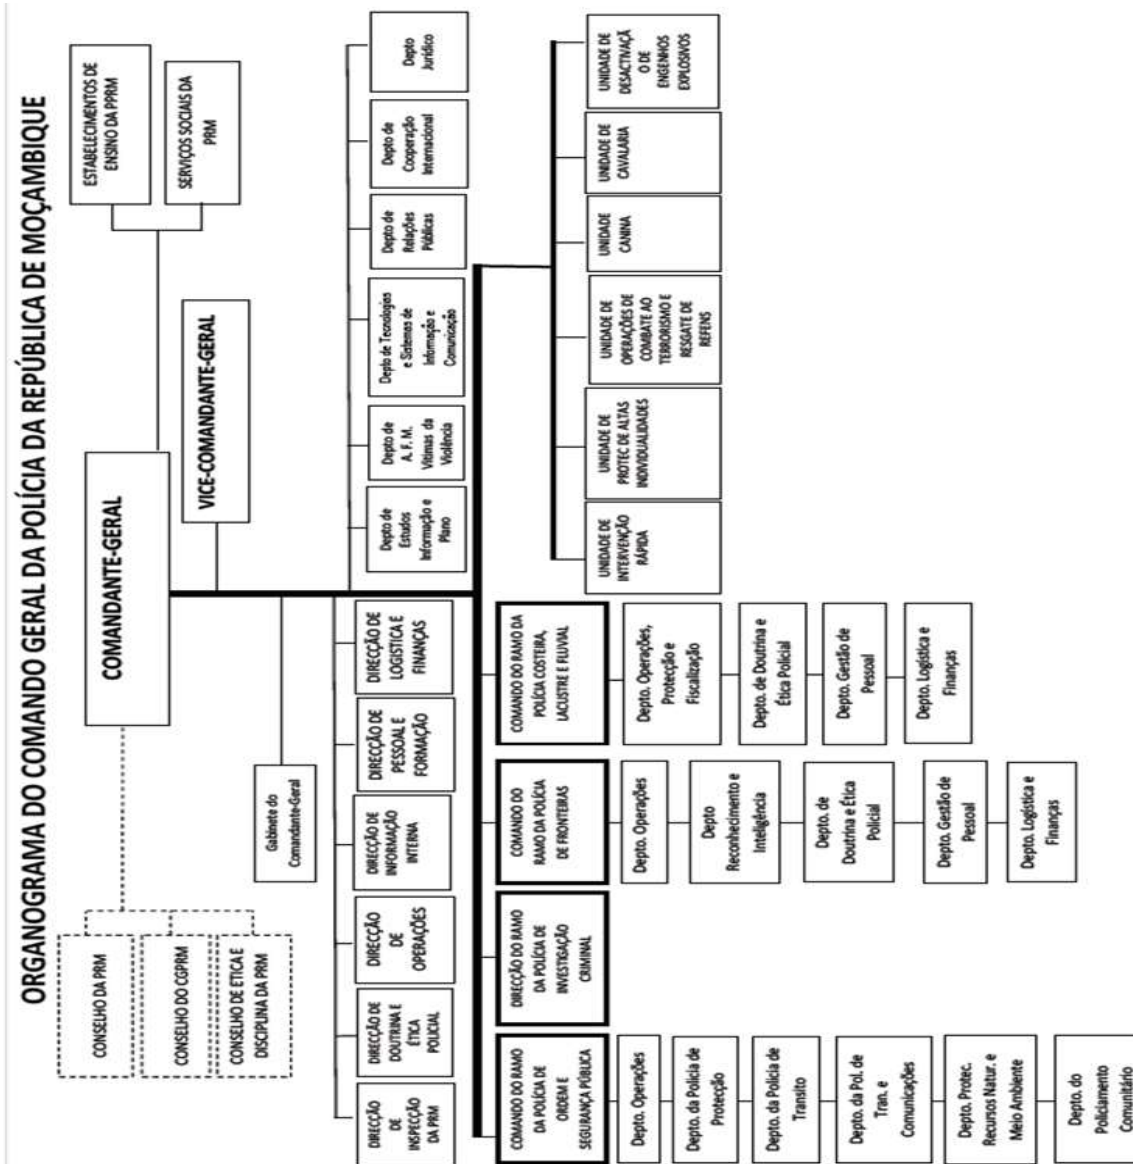 ORGANOGRAMA DO COMANDO GERAL DA POLÍCIA DA REPÚBLICA DE MOÇAMBIQUE
COMANDANTE-GERAL
ESTABELECIMENTOS DE
ENSINO DA PPRM
SERVIÇOS SOCIAIS DA
PRM
VICE-COMANDANTE-GERAL
CONSELHO DA PRM
CONSELHO DO CGPRM
CONSELHO DE ETICA E
DISCIPLINA DA PRM
Gabinete do
Comandante-Geral
DIRECÇÃO
DE
INSPECÇÃO
DA PRM
DIRECÇÃO DE
DOUTRINA E
ÉTICA
POLICIAL
DIRECÇÃO
DE
OPERAÇÕES
DIRECÇÃO DE
INFORMAÇÃO
INTERNA
DIRECÇÃO DE
PESSOAL E
FORMAÇÃO
DIRECÇÃO DE
LOGISTICA E
FINANÇAS
Depto de
Estudos
Informação e
Plano
Depto de
A. F. M.
Vitimas da
Violência
Depto de Tecnologias
e Sistemas de
Informação e
Comunicação
Depto de
Relações
Públicas
Depto de
Cooperação
Internacional
Depto
Jurídico
COMANDO DO RAMO
DA POLÍCIA DE
ORDEM E
SEGURANÇA PÚBLICA
DIRECÇÃO DO RAMO
DA POLÍCIA DE
INVESTIGAÇÃO
CRIMINAL
COMANDO DO
RAMO DA POLÍCIA
DE FRONTEIRAS
COMANDO DO RAMO DA
POLÍCIA COSTEIRA,
LACUSTRE E FLUVIAL
UNIDADE DE
INTERVENÇÃO
RÁPIDA
UNIDADE DE
PROTEC DE ALTAS
INDIVIDUALIDADES
UNIDADE DE
OPERAÇÕES DE
COMBATE AO
TERRORISMO E
RESGATE DE
REFENS
UNIDADE
CANINA
UNIDADE DE
CAVALARIA
UNIDADE DE
DESACTIVAÇÃ
O DE
ENGENHOS
EXPLOSIVOS
Depto. Operações
Depto. da Policia de
Protecção
Depto. da Policia de
Transito
Depto. da Pol. de
Tran. e
Comunicações
Depto. Protec.
Recursos Natur. e
Meio Ambiente
Depto. do
Policiamento
Comunitário
Depto. Operações
Depto
Reconhecimento e
Inteligência
Depto. de
Doutrina e Ética
Policial
Depto. Gestão de
Pessoal
Depto. Logística e
Finanças
Depto. Operações,
Protecção e
Fiscalização
Depto. de Doutrina e
Ética Policial
Depto. Gestão de
Pessoal
Depto. Logística e
Finanças